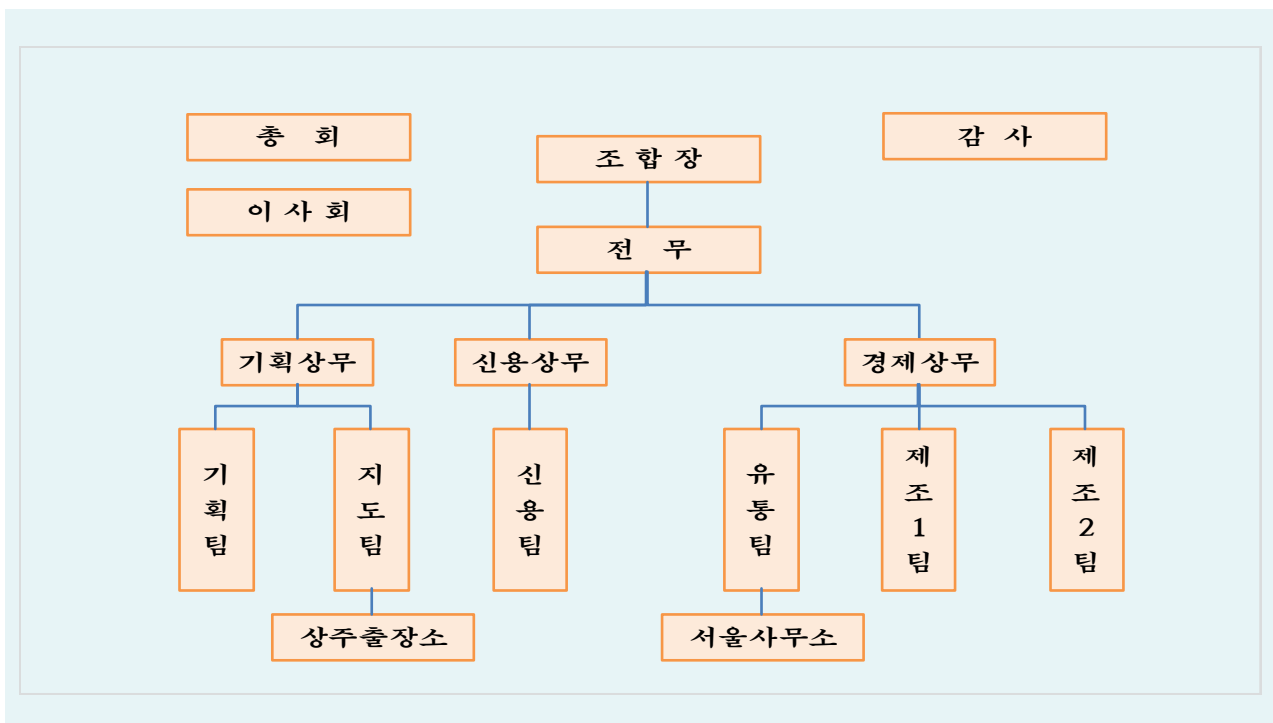 총 회
감 사
조 합 장
이 사 회
전 무
기획상무
신용상무
경제상무
기획팀
지도팀
신용팀
유통팀
제조1팀
제조2팀
상주출장소
서울사무소